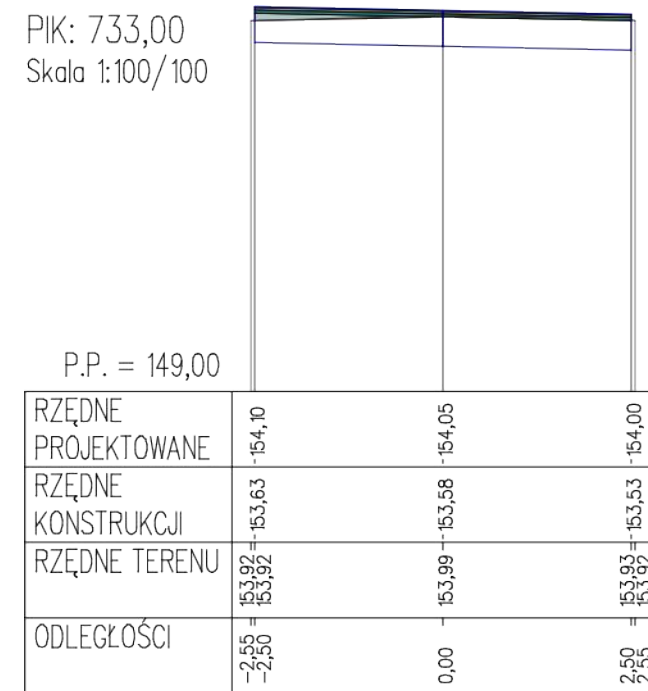 PIK: 733,00
Skala 1:100/100
P.P. = 149,00
RZĘDNE PROJEKTOWANE
154,10
154,05
154,00
RZĘDNE KONSTRUKCJI
153,63
153,58
153,53
RZĘDNE TERENU
153,92
153,92
153,99
153,93
153,92
ODLEGŁOŚCI
-2,55
-2,50
0,00
2,50
2,55